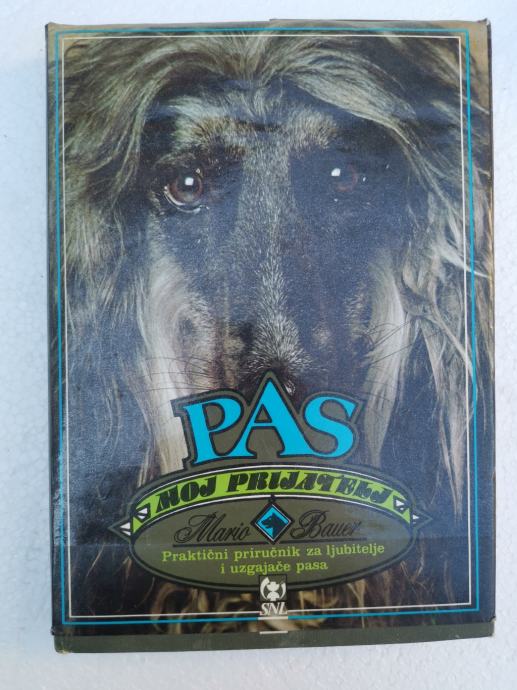 PAS
MOJ PRIJATELJ
Mario Bauer
Praktični priručnik za ljubitelje
i uzgajače pasa
SNL